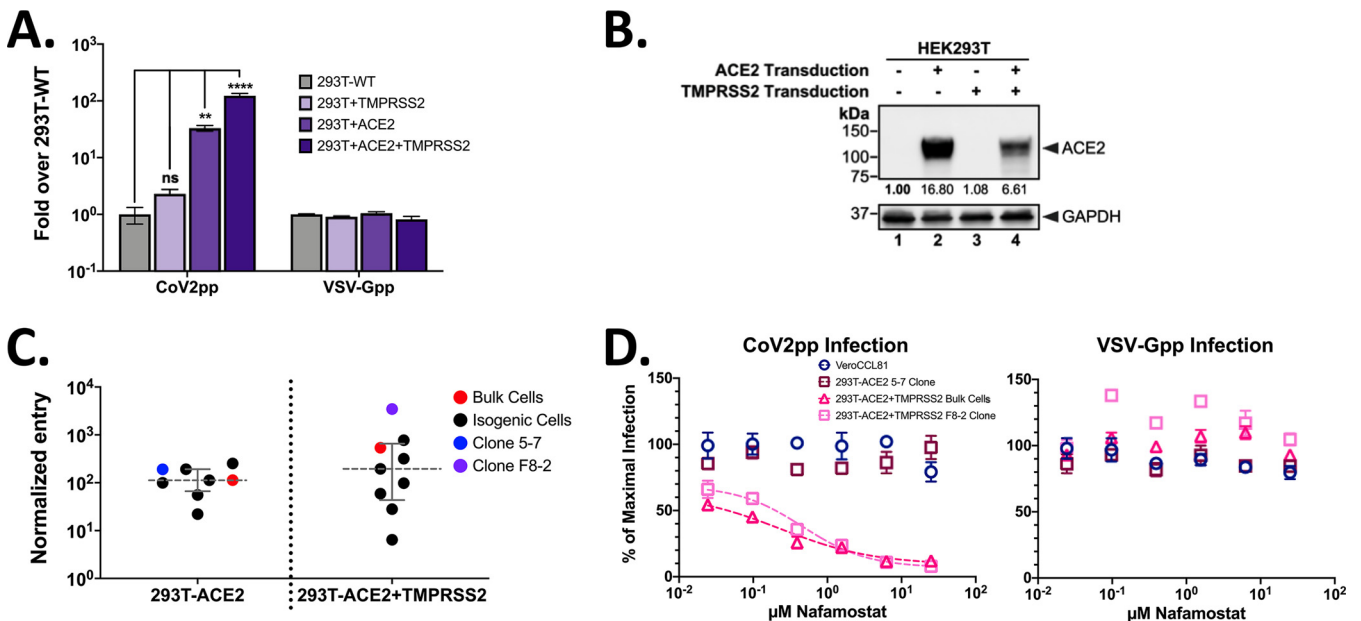 A.
Fold over 293T-WT
10³
10²
10¹
10⁰
10⁻¹
ns
**
****
293T-WT
293T+TMPRSS2
293T+ACE2
293T+ACE2+TMPRSS2
CoV2pp
VSV-Gpp
B.
HEK293T
ACE2 Transduction - + - +
TMPRSS2 Transduction - - + +
kDa
150
100
75
ACE2
1.00 16.80 1.08 6.61
37
GAPDH
1 2 3 4
C.
Normalized entry
10⁴
10³
10²
10¹
10⁰
293T-ACE2
293T-ACE2+TMPRSS2
Bulk Cells
Isogenic Cells
Clone 5-7
Clone F8-2
D.
CoV2pp Infection
VeroCCL81
293T-ACE2 5-7 Clone
293T-ACE2+TMPRSS2 Bulk Cells
293T-ACE2+TMPRSS2 F8-2 Clone
% of Maximal Infection
150
100
50
0
10⁻² 10⁻¹ 10⁰ 10¹ 10²
µM Nafamostat
VSV-Gpp Infection
150
100
50
0
10⁻² 10⁻¹ 10⁰ 10¹ 10²
µM Nafamostat